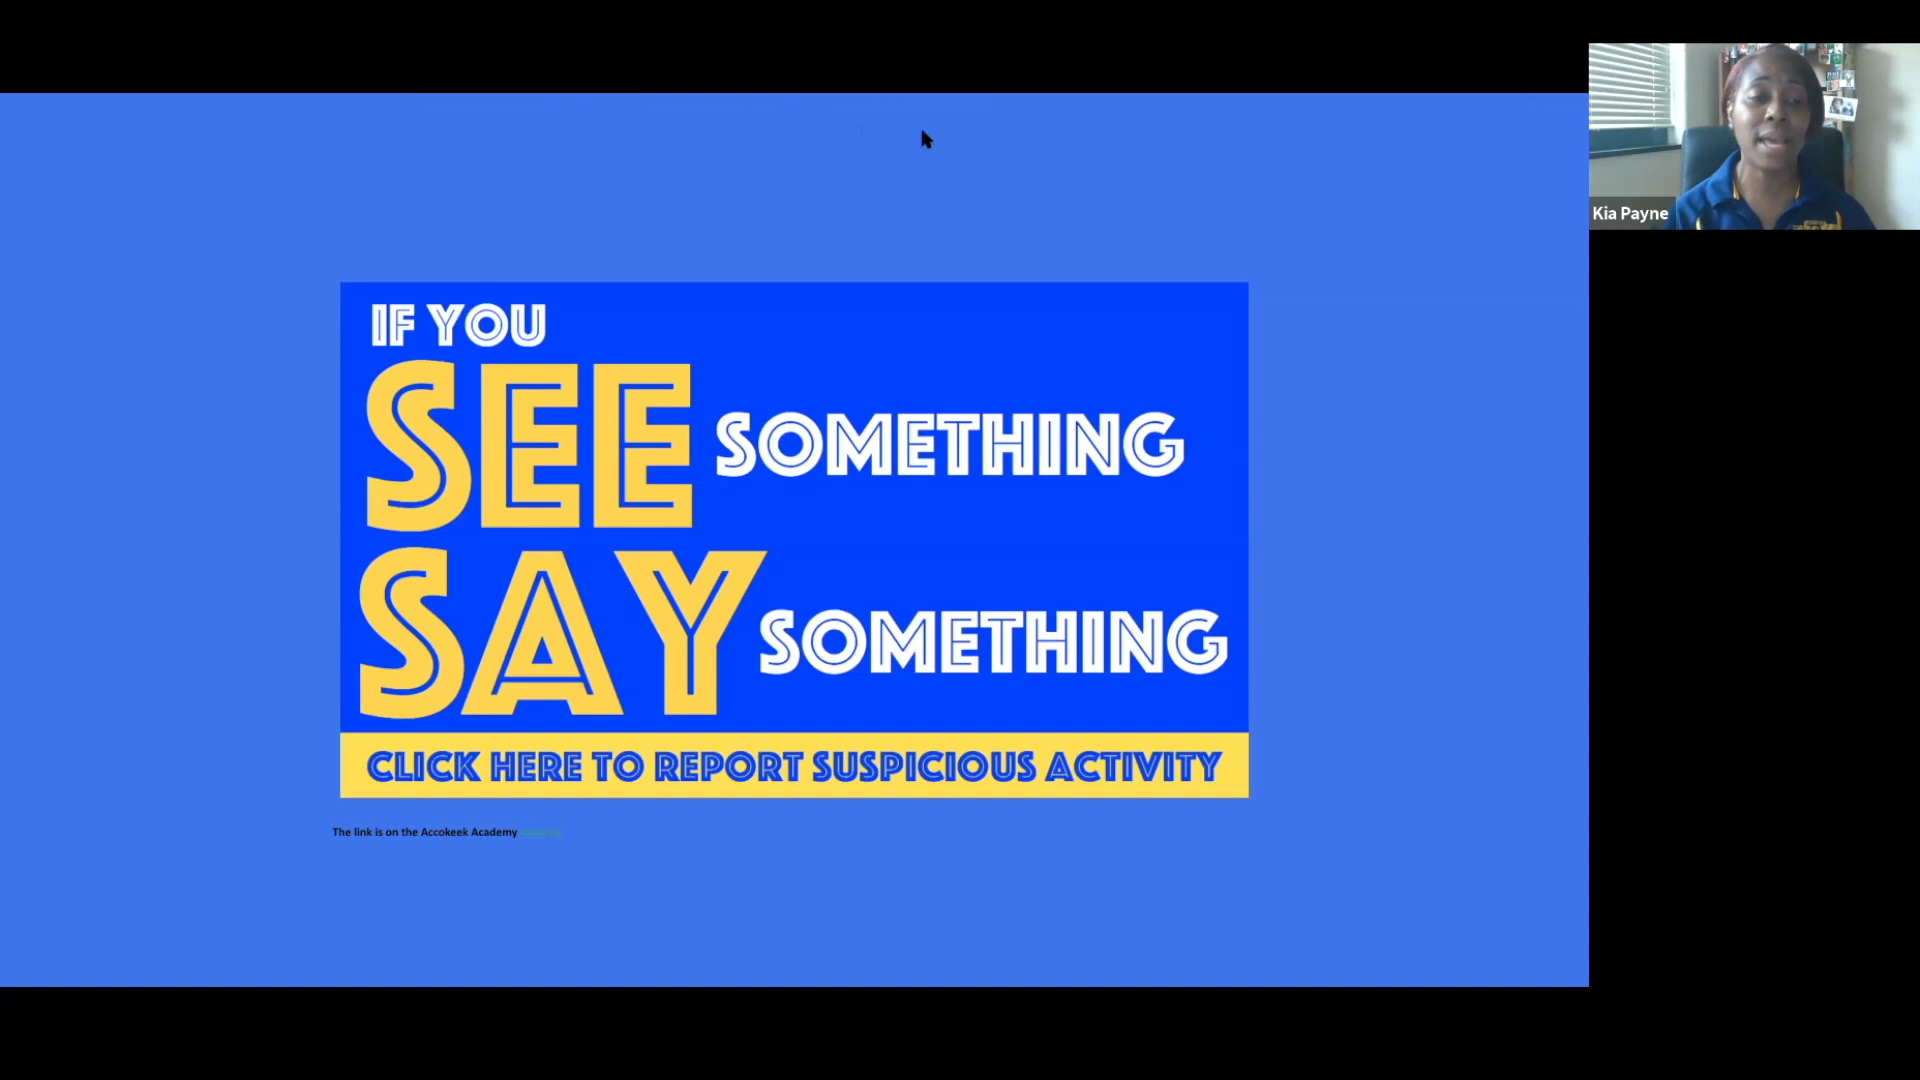 IF YOU
SEE SOMETHING
SAY SOMETHING
CLICK HERE TO REPORT SUSPICIOUS ACTIVITY
The link is on the Accokeek Academy
Kia Payne